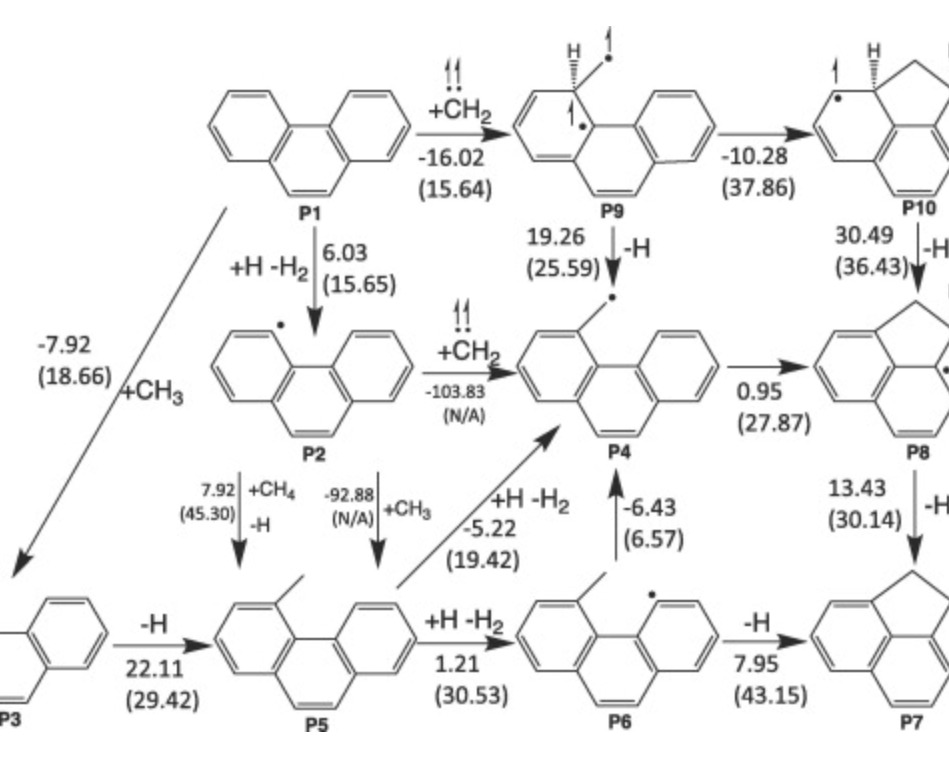 H
+CH2
-16.02
(15.64)
-10.28
(37.86)
H
P1
P9
P10
+H -H2
6.03
(15.65)
19.26
(25.59)
-H
30.49
(36.43)
-H
-7.92
(18.66)
+CH3
+CH2
-103.83
(N/A)
0.95
(27.87)
P2
P4
P8
7.92
(45.30)
+CH4
-H
-92.88
(N/A)
+CH3
+H -H2
-5.22
(19.42)
-6.43
(6.57)
13.43
(30.14)
-H
-H
22.11
(29.42)
+H -H2
1.21
(30.53)
-H
7.95
(43.15)
P3
P5
P6
P7